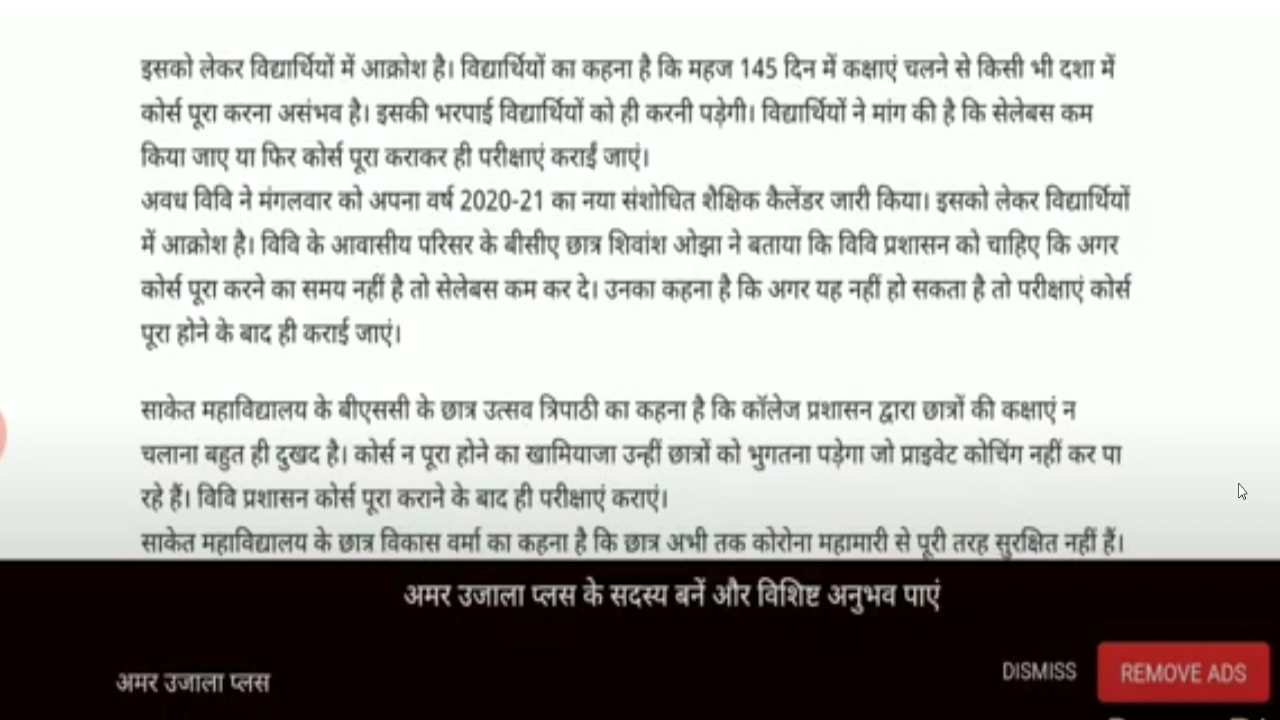 इसको लेकर विद्यार्थियों में आक्रोश है। विद्यार्थियों का कहना है कि महज 145 दिन में कक्षाएं चलने से किसी भी दशा में
कोर्स पूरा करना असंभव है। इसकी भरपाई विद्यार्थियों को ही करनी पड़ेगी। विद्यार्थियों ने मांग की है कि सेलेबस कम
किया जाए या फिर कोर्स पूरा कराकर ही परीक्षाएं कराईं जाएं।
अवध विवि ने मंगलवार को अपना वर्ष 2020-21 का नया संशोधित शैक्षिक कैलेंडर जारी किया। इसको लेकर विद्यार्थियों
में आक्रोश है। विवि के आवासीय परिसर के बीसीए छात्र शिवांश ओझा ने बताया कि विवि प्रशासन को चाहिए कि अगर
कोर्स पूरा करने का समय नहीं है तो सेलेबस कम कर दे। उनका कहना है कि अगर यह नहीं हो सकता है तो परीक्षाएं कोर्स
पूरा होने के बाद ही कराई जाएं।
साकेत महाविद्यालय के बीएससी के छात्र उत्सव त्रिपाठी का कहना है कि कॉलेज प्रशासन द्वारा छात्रों की कक्षाएं न
चलाना बहुत ही दुखद है। कोर्स न पूरा होने का खामियाजा उन्हीं छात्रों को भुगतना पड़ेगा जो प्राइवेट कोचिंग नहीं कर पा
रहे हैं। विवि प्रशासन कोर्स पूरा कराने के बाद ही परीक्षाएं कराएं।
साकेत महाविद्यालय के छात्र विकास वर्मा का कहना है कि छात्र अभी तक कोरोना महामारी से पूरी तरह सुरक्षित नहीं हैं।
अमर उजाला प्लस के सदस्य बनें और विशिष्ट अनुभव पाएं
अमर उजाला प्लस
DISMISS
REMOVE ADS